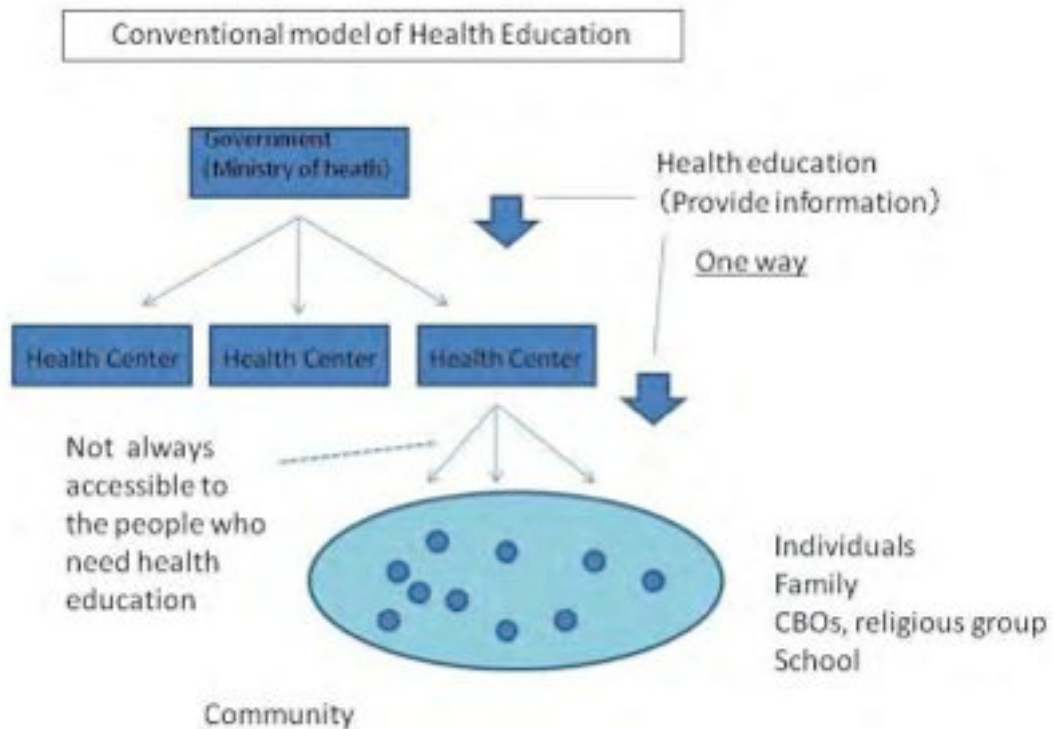 Conventional model of Health Education
Government
(Ministry of heath)
Health education
(Provide information)
One way
Health Center
Health Center
Health Center
Not always
accessible to
the people who
need health
education
Individuals
Family
CBOs, religious group
School
Community